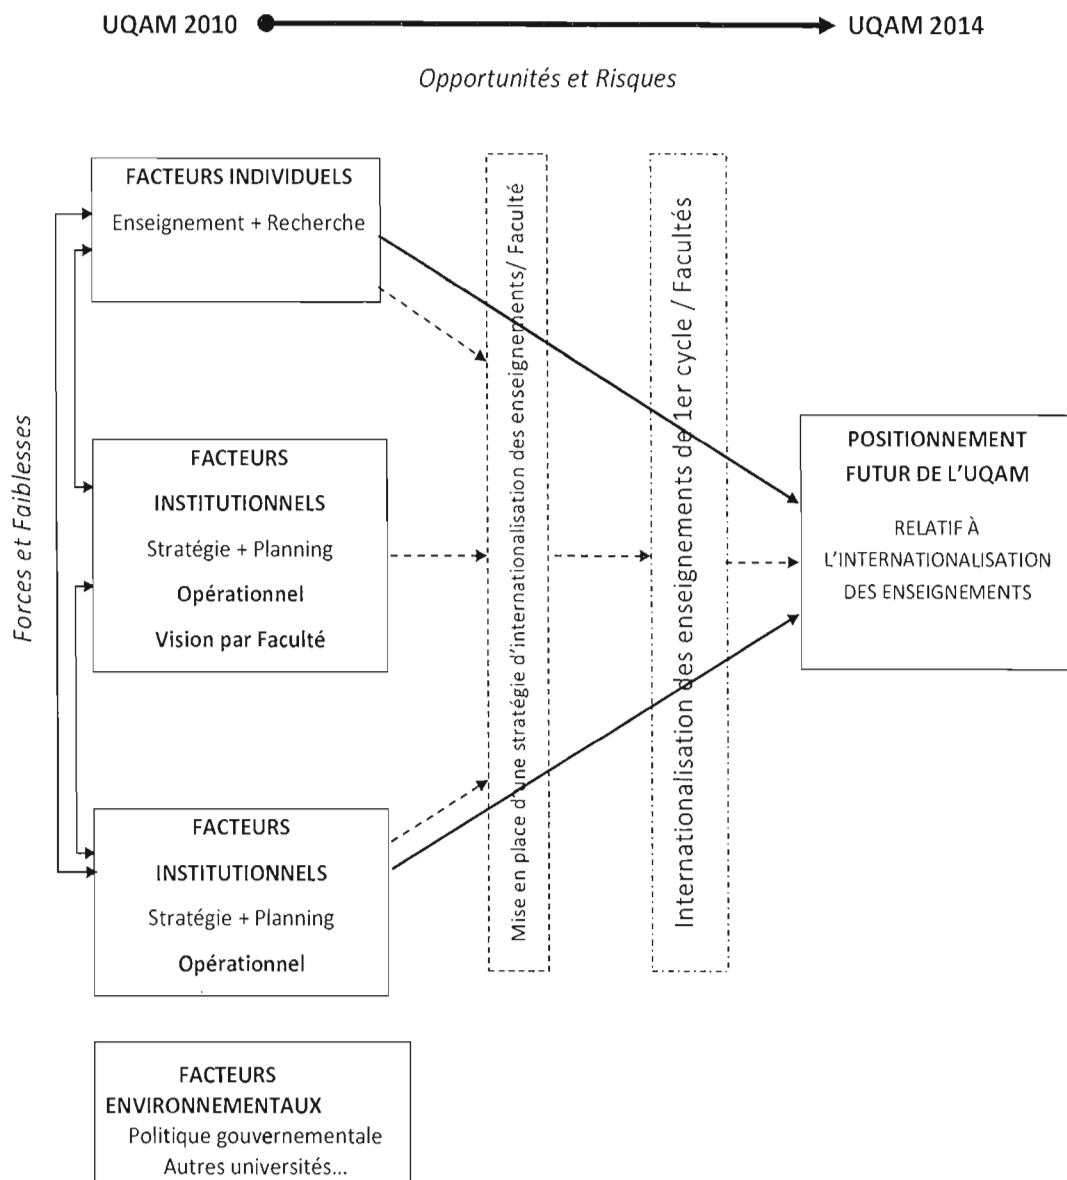 UQAM 2010
UQAM 2014
Opportunités et Risques
Forces et Faiblesses
FACTEURS INDIVIDUELS
Enseignement + Recherche
FACTEURS
INSTITUTIONNELS
Stratégie + Planning
Opérationnel
Vision par Faculté
FACTEURS
INSTITUTIONNELS
Stratégie + Planning
Opérationnel
FACTEURS
ENVIRONNEMENTAUX
Politique gouvernementale
Autres universités...
Mise en place d'une stratégie d'internationalisation des enseignements/ Faculté
Internationalisation des enseignements de 1er cycle / Facultés
POSITIONNEMENT
FUTUR DE L'UQAM
RELATIF À
L'INTERNATIONALISATION
DES ENSEIGNEMENTS